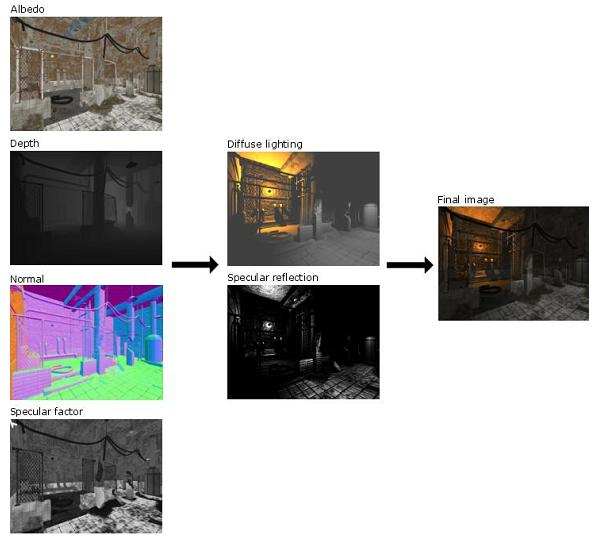 Albedo
Depth
Normal
Specular factor
Diffuse lighting
Specular reflection
Final image